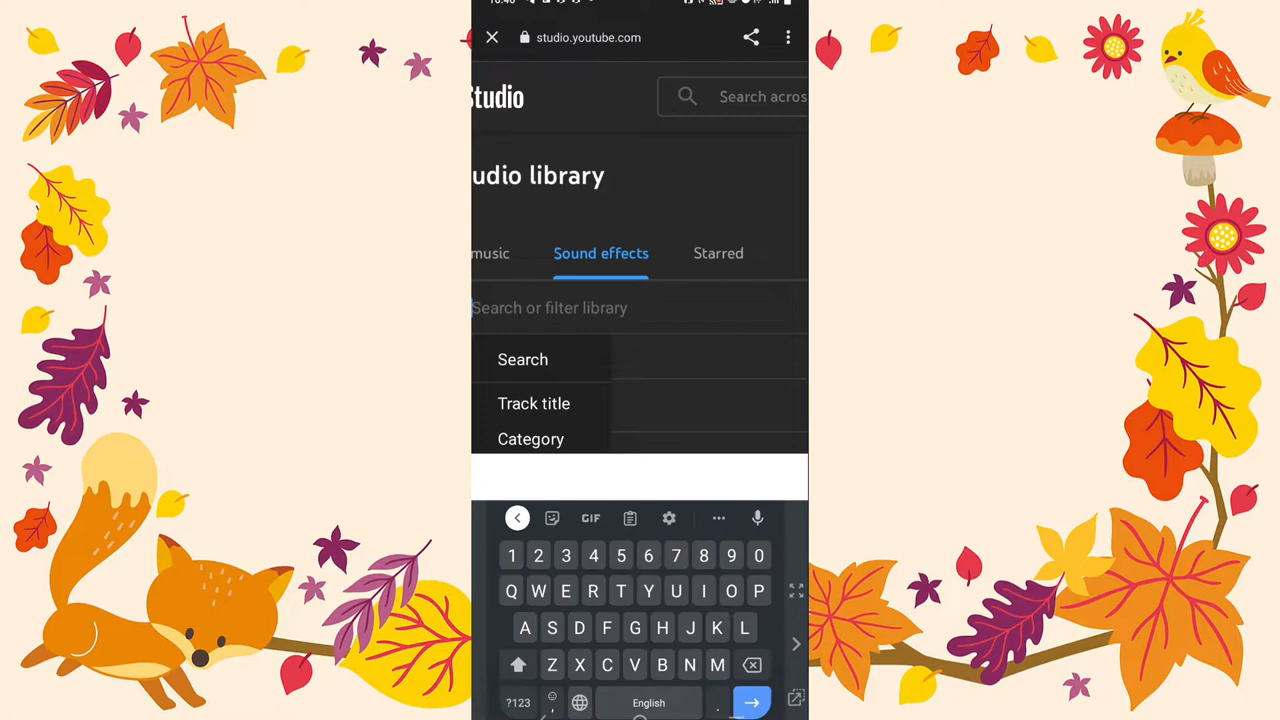 studio.youtube.com
Studio
Search acros
udio library
music Sound effects Starred
Search or filter library
Search
Track title
Category
GIF
1 2 3 4 5 6 7 8 9 0
Q W E R T Y U I O P
A S D F G H J K L
Z X C V B N M
?123 , English .